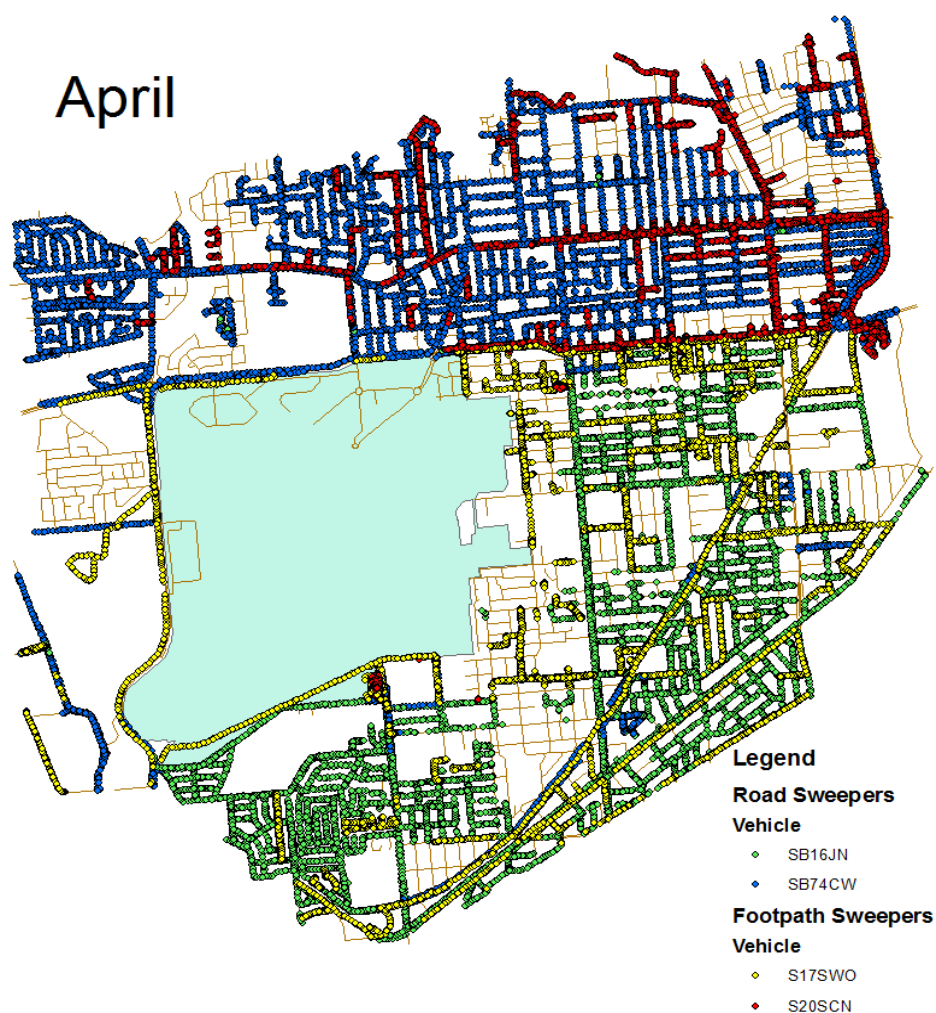 April
Legend
Road Sweepers
Vehicle
SB16JN
SB74CW
Footpath Sweepers
Vehicle
S17SWO
S20SCN